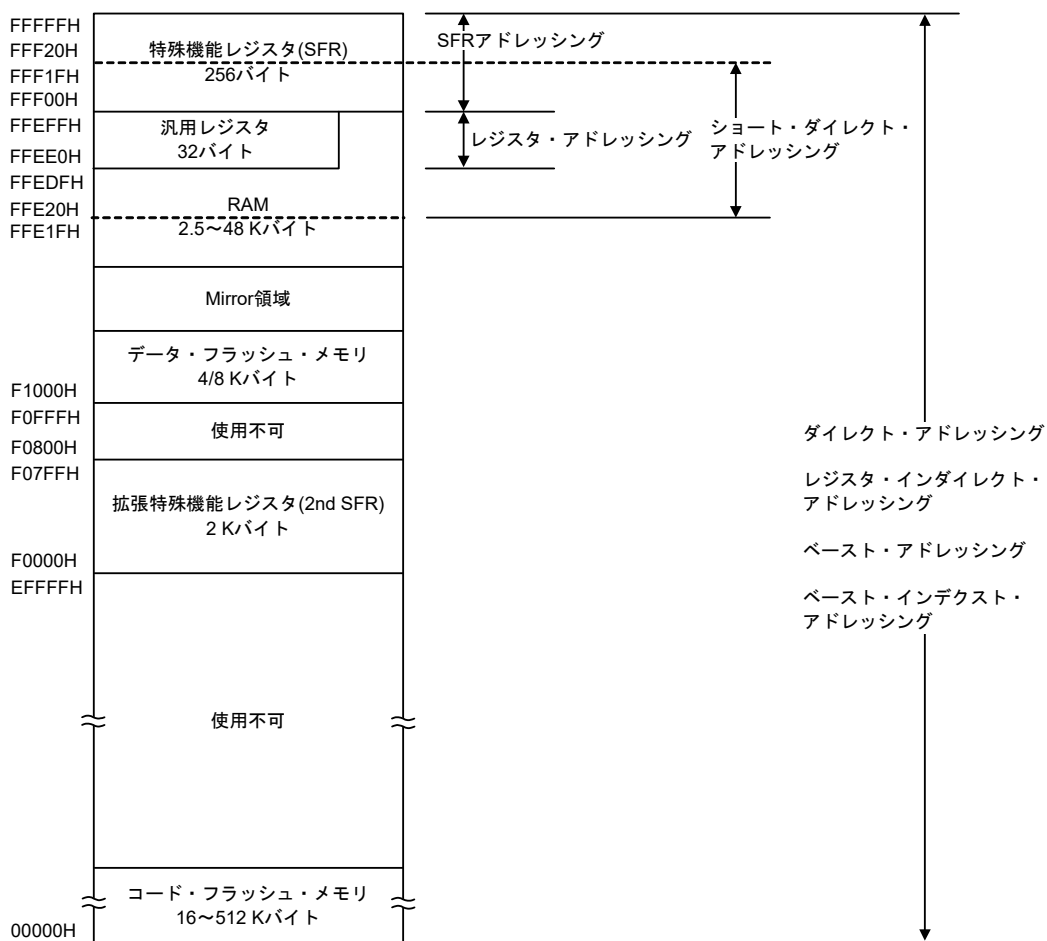 FFFFFH
FFF20H
FFF1FH
FFF00H
FFEFFH
FFEE0H
FFEDFH
FFE20H
FFE1FH
F1000H
F0FFFH
F0800H
F07FFH
F0000H
EFFFFH
00000H
特殊機能レジスタ(SFR)
256バイト
汎用レジスタ
32バイト
RAM
2.5～48 Kバイト
Mirror領域
データ・フラッシュ・メモリ
4/8 Kバイト
使用不可
拡張特殊機能レジスタ(2nd SFR)
2 Kバイト
使用不可
コード・フラッシュ・メモリ
16～512 Kバイト
SFRアドレッシング
レジスタ・アドレッシング
ショート・ダイレクト・
アドレッシング
ダイレクト・アドレッシング
レジスタ・インダイレクト・
アドレッシング
ベースト・アドレッシング
ベースト・インデクスト・
アドレッシング